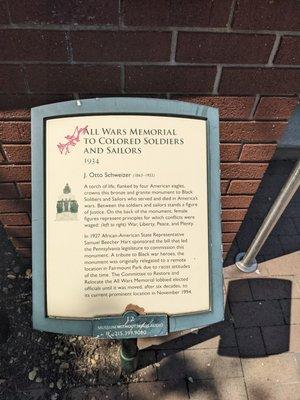 ALL WARS MEMORIAL
TO COLORED SOLDIERS
AND SAILORS
1934
J. Otto Schweizer (1863-1955)
A torch of life, flanked by four American eagles,
crowns this bronze and granite monument to Black
Soldiers and Sailors who served and died in America's
wars. Between the soldiers and sailors stands a figure
of Justice. On the back of the monument, female
figures represent principles for which conflicts were
waged: (left to right) War, Liberty, Peace, and Plenty.
In 1927 African-American State Representative
Samuel Beecher Hart sponsored the bill that led
the Pennsylvania legislature to commission this
monument. A tribute to Black war heroes, the
monument was originally relegated to a remote
location in Fairmount Park due to racist attitudes
of the time. The Committee to Restore and
Relocate the All Wars Memorial lobbied elected
officials until it was moved, after six decades, to
its current prominent location in November 1994.
12
MUSEUM WITHOUT WALLS: AUDIO
215.399.9000